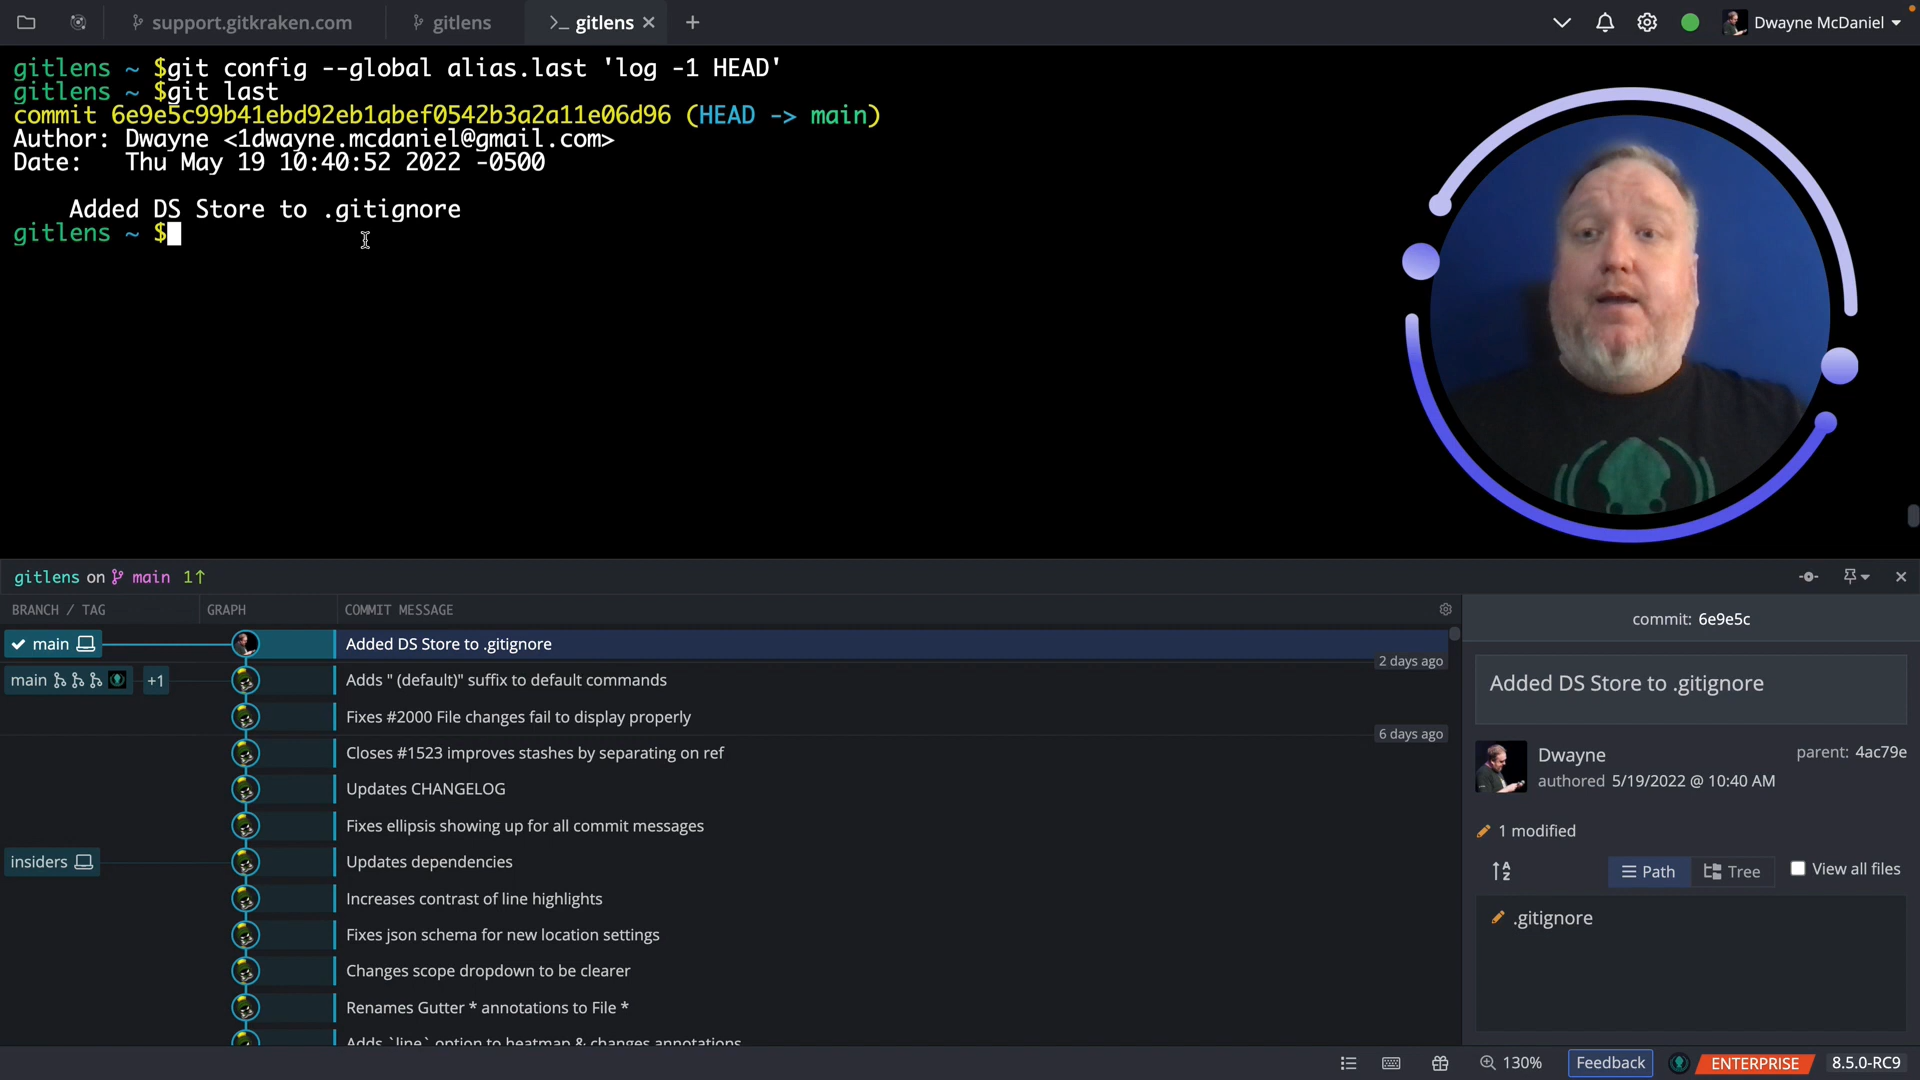 support.gitkraken.com
gitlens
gitlens
Dwayne McDaniel
gitlens ~ $git config --global alias.last 'log -1 HEAD'
gitlens ~ $git last
commit 6e9e5c99b41ebd92eb1abef0542b3a2a11e06d96 (HEAD -> main)
Author: Dwayne <1dwayne.mcdaniel@gmail.com>
Date:   Thu May 19 10:40:52 2022 -0500
Added DS Store to .gitignore
gitlens ~ $
gitlens on main 1↑
BRANCH / TAG
GRAPH
COMMIT MESSAGE
main
Added DS Store to .gitignore
2 days ago
main
+1
Adds " (default)" suffix to default commands
Fixes #2000 File changes fail to display properly
6 days ago
Closes #1523 improves stashes by separating on ref
Updates CHANGELOG
Fixes ellipsis showing up for all commit messages
insiders
Updates dependencies
Increases contrast of line highlights
Fixes json schema for new location settings
Changes scope dropdown to be clearer
Renames Gutter * annotations to File *
Adds `line` option to heatmap & changes annotations
commit: 6e9e5c
Added DS Store to .gitignore
Dwayne
parent: 4ac79e
authored 5/19/2022 @ 10:40 AM
1 modified
A
Z
Path
Tree
View all files
.gitignore
130%
Feedback
ENTERPRISE
8.5.0-RC9